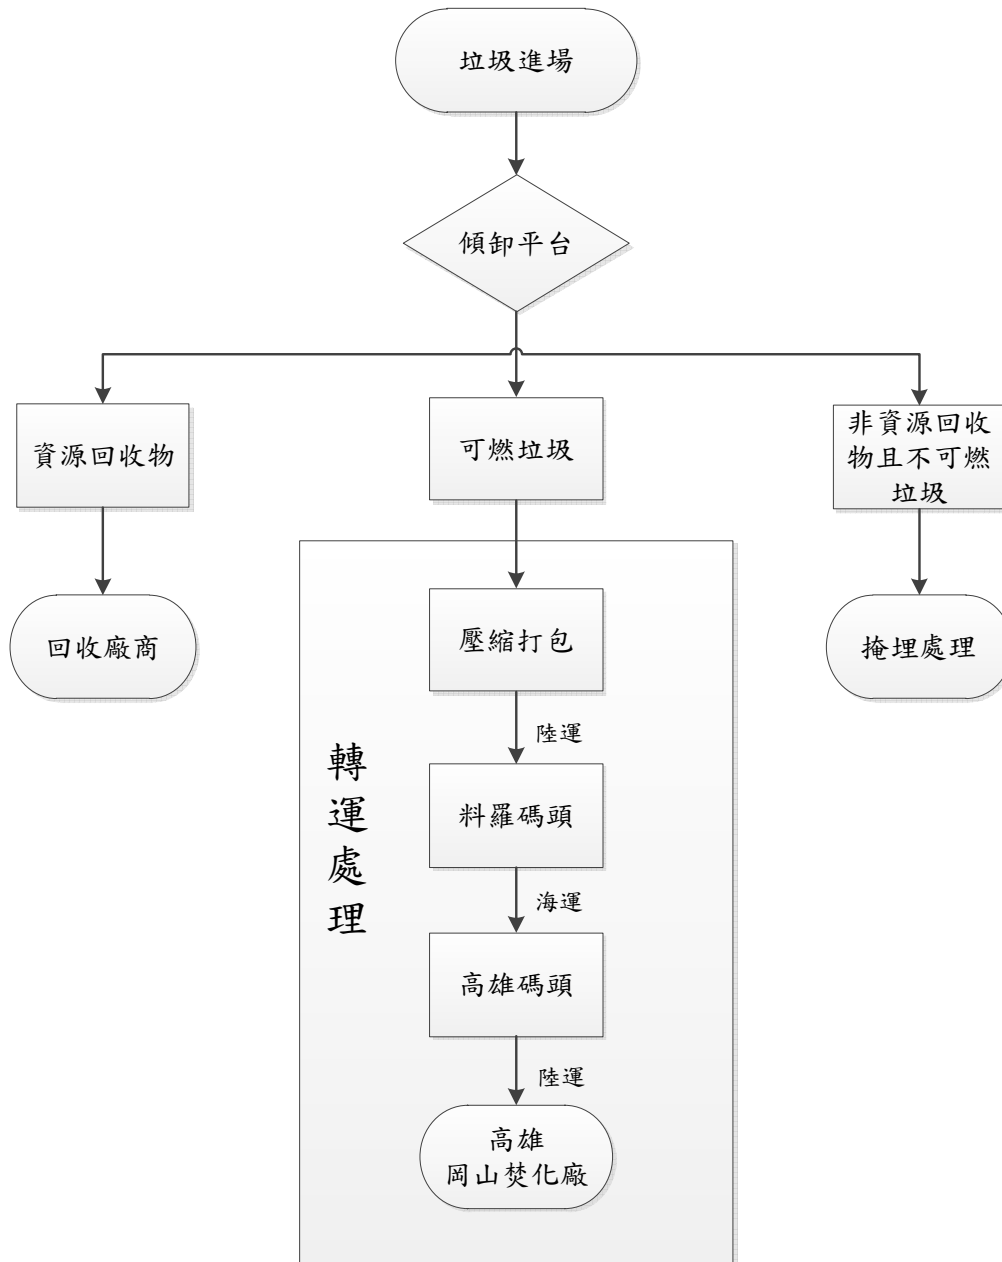 垃圾進場
傾卸平台
資源回收物
可燃垃圾
非資源回收
物且不可燃
垃圾
回收廠商
壓縮打包
掩埋處理
陸運
轉運處理
料羅碼頭
海運
高雄碼頭
陸運
高雄
岡山焚化廠